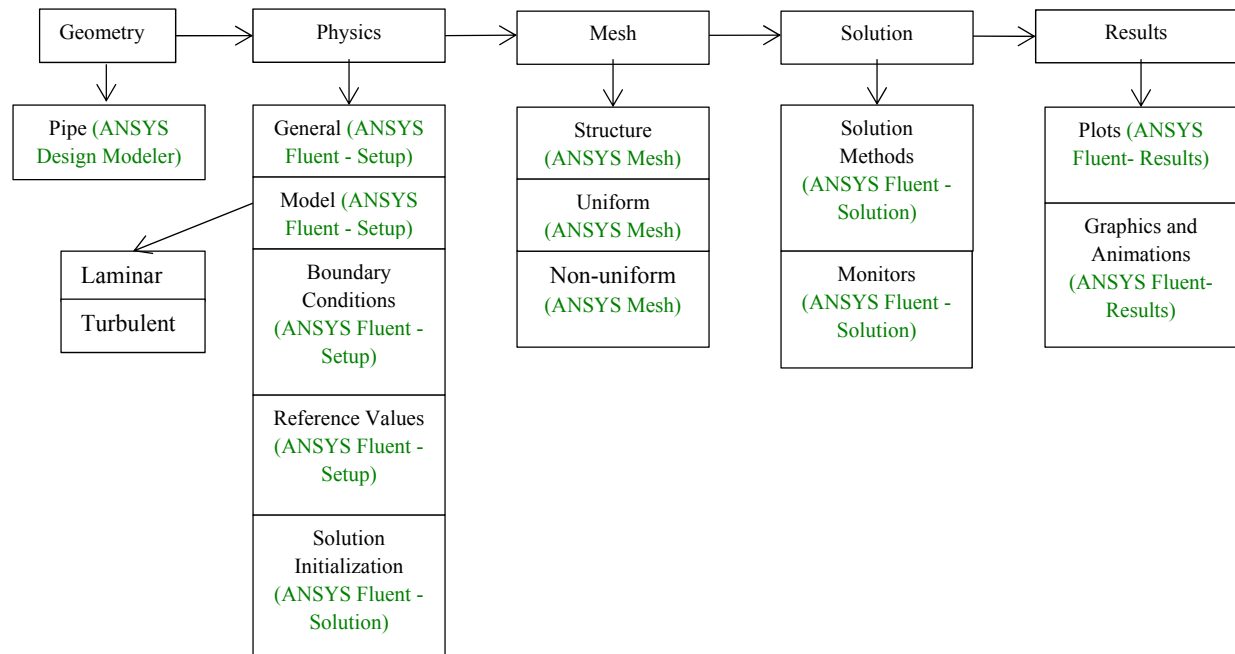 Geometry
Physics
Mesh
Solution
Results
Pipe (ANSYS
Design Modeler)
General (ANSYS
Fluent - Setup)
Model (ANSYS
Fluent - Setup)
Laminar
Turbulent
Boundary
Conditions
(ANSYS Fluent -
Setup)
Reference Values
(ANSYS Fluent -
Setup)
Solution
Initialization
(ANSYS Fluent -
Solution)
Structure
(ANSYS Mesh)
Uniform
(ANSYS Mesh)
Non-uniform
(ANSYS Mesh)
Solution
Methods
(ANSYS Fluent -
Solution)
Monitors
(ANSYS Fluent -
Solution)
Plots (ANSYS
Fluent- Results)
Graphics and
Animations
(ANSYS Fluent-
Results)